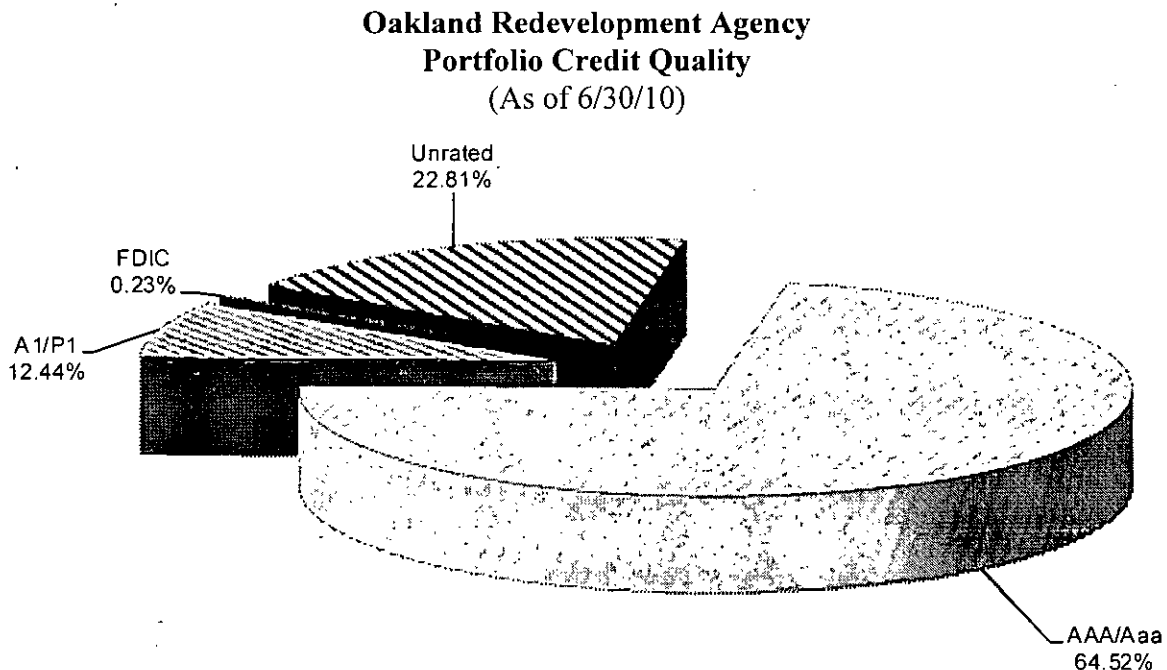 Oakland Redevelopment Agency
Portfolio Credit Quality
(As of 6/30/10)
Unrated
22.81%
FDIC
0.23%
A1/P1
12.44%
AAA/Aaa
64.52%